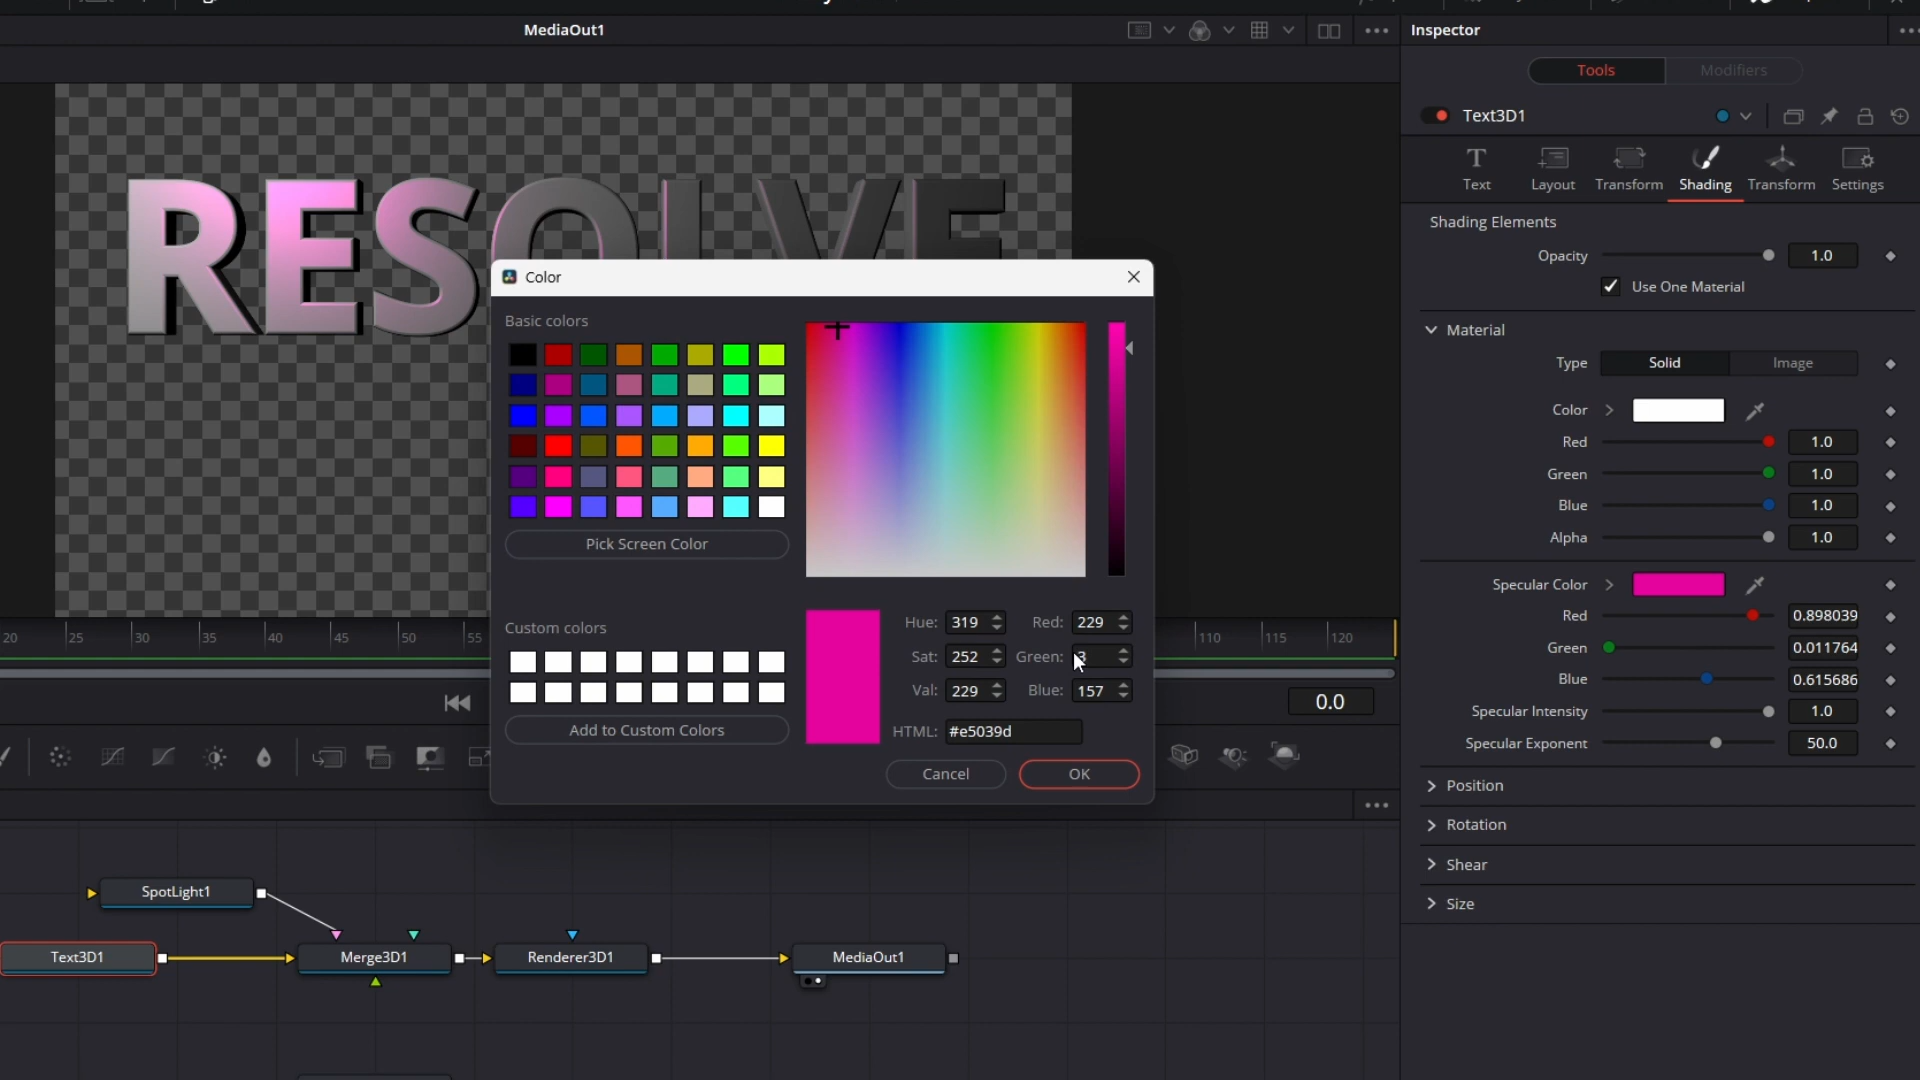 MediaOut1
Inspector
Tools
Modifiers
Text3D1
Text
Layout
Transform
Shading
Transform
Settings
RESOLVE
Shading Elements
Opacity 1.0
Use One Material
Material
Type Solid Image
Color
Red 1.0
Green 1.0
Blue 1.0
Alpha 1.0
Specular Color
Red 0.898039
Green 0.011764
Blue 0.615686
Specular Intensity 1.0
Specular Exponent 50.0
Position
Rotation
Shear
Size
Color
Basic colors
Pick Screen Color
Custom colors
Add to Custom Colors
Hue: 319 Red: 229
Sat: 252 Green: 3
Val: 229 Blue: 157
HTML: #e5039d
Cancel
OK
20 25 30 35 40 45 50 55 110 115 120
0.0
SpotLight1
Text3D1
Merge3D1
Renderer3D1
MediaOut1